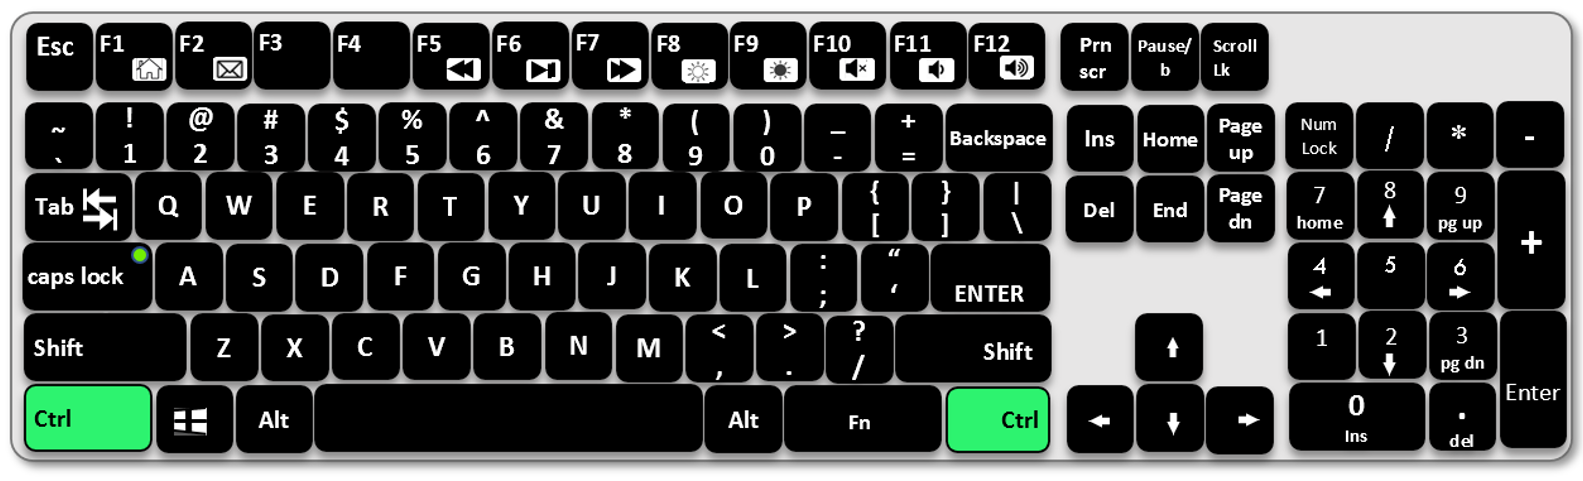 Esc F1 F2 F3 F4 F5 F6 F7 F8 F9 F10 F11 F12 Prn Pause/ Scroll
scr b Lk
~ ! @ # $ % ^ & * ( ) _ +
` 1 2 3 4 5 6 7 8 9 0 - = Backspace Ins Home Page up Num Lock / * -
Tab Q W E R T Y U I O P { } |
[ ] \ Del End Page dn 7 home 8 9 pg up +
caps lock A S D F G H J K L : “
; ‘ ENTER 4 5 6
Shift Z X C V B N M < > ?
, . / Shift 1 2 3 pg dn
Ctrl Alt Alt Fn Ctrl 0 Ins . del Enter